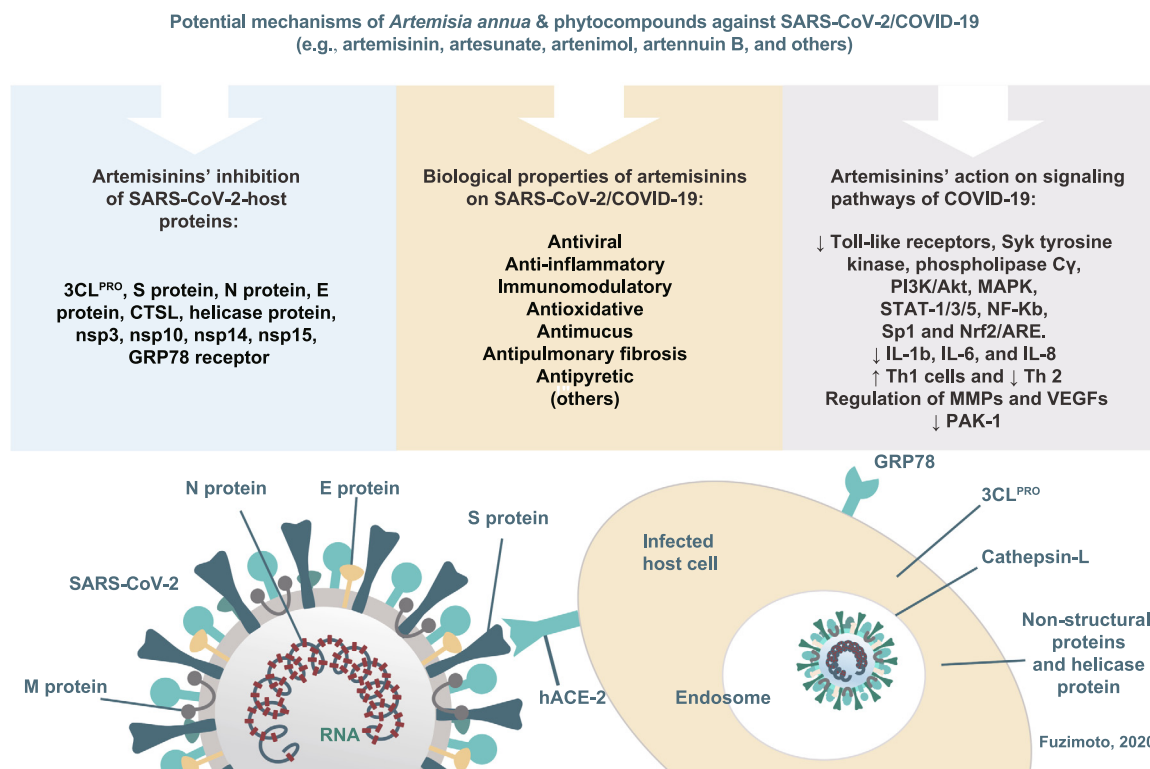 Potential mechanisms of Artemisia annua & phytocompounds against SARS-CoV-2/COVID-19
(e.g., artemisinin, artesunate, artenimol, artennuin B, and others)
Artemisinins’ inhibition
of SARS-CoV-2-host
proteins:
3CLPRO, S protein, N protein, E
protein, CTSL, helicase protein,
nsp3, nsp10, nsp14, nsp15,
GRP78 receptor
Biological properties of artemisinins
on SARS-CoV-2/COVID-19:
Antiviral
Anti-inflammatory
Immunomodulatory
Antioxidative
Antimucus
Antipulmonary fibrosis
Antipyretic
(others)
Artemisinins’ action on signaling
pathways of COVID-19:
↓ Toll-like receptors, Syk tyrosine
kinase, phospholipase Cγ,
PI3K/Akt, MAPK,
STAT-1/3/5, NF-Kb,
Sp1 and Nrf2/ARE.
↓ IL-1b, IL-6, and IL-8
↑ Th1 cells and ↓ Th 2
Regulation of MMPs and VEGFs
↓ PAK-1
N protein
E protein
S protein
SARS-CoV-2
M protein
RNA
hACE-2
GRP78
Infected
host cell
Endosome
3CLPRO
Cathepsin-L
Non-structural
proteins
and helicase
protein
Fuzimoto, 2020